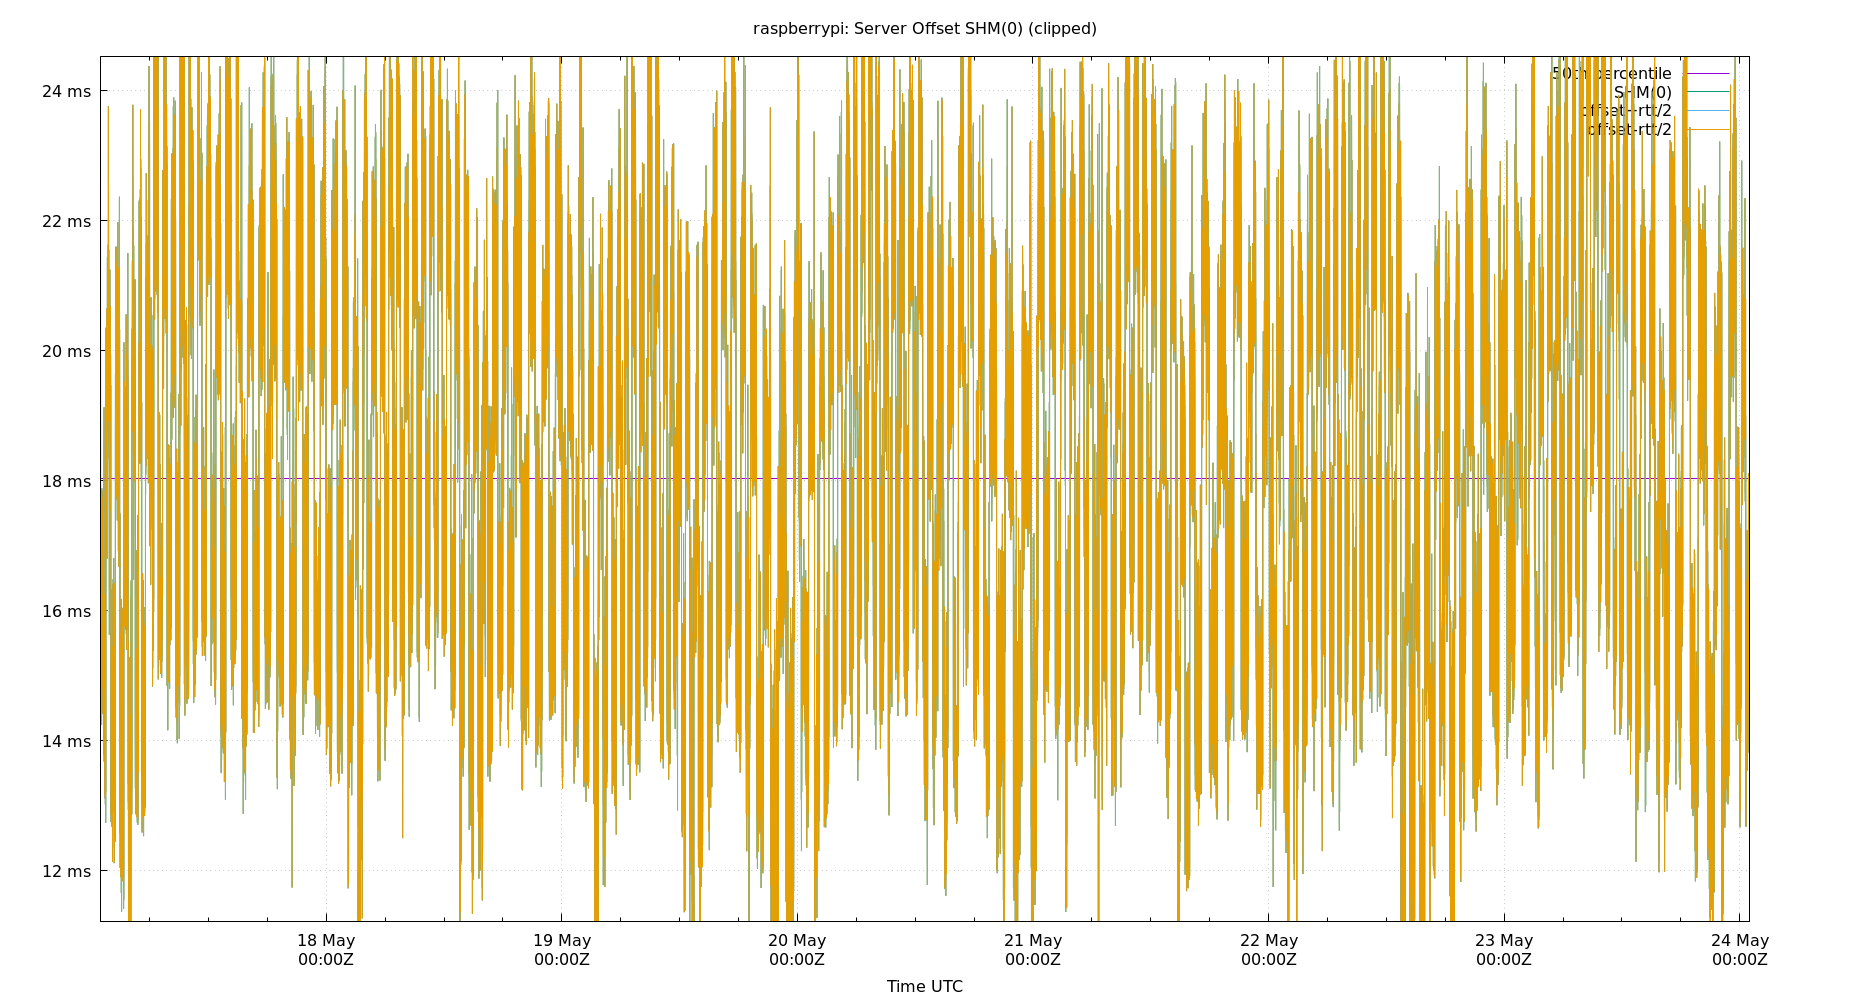 raspberrypi: Server Offset SHM(0) (clipped)
24 ms
22 ms
20 ms
18 ms
16 ms
14 ms
12 ms
50th percentile
SHM(0)
offset+rtt/2
offset-rtt/2
18 May
00:00Z
19 May
00:00Z
20 May
00:00Z
21 May
00:00Z
22 May
00:00Z
23 May
00:00Z
24 May
00:00Z
Time UTC